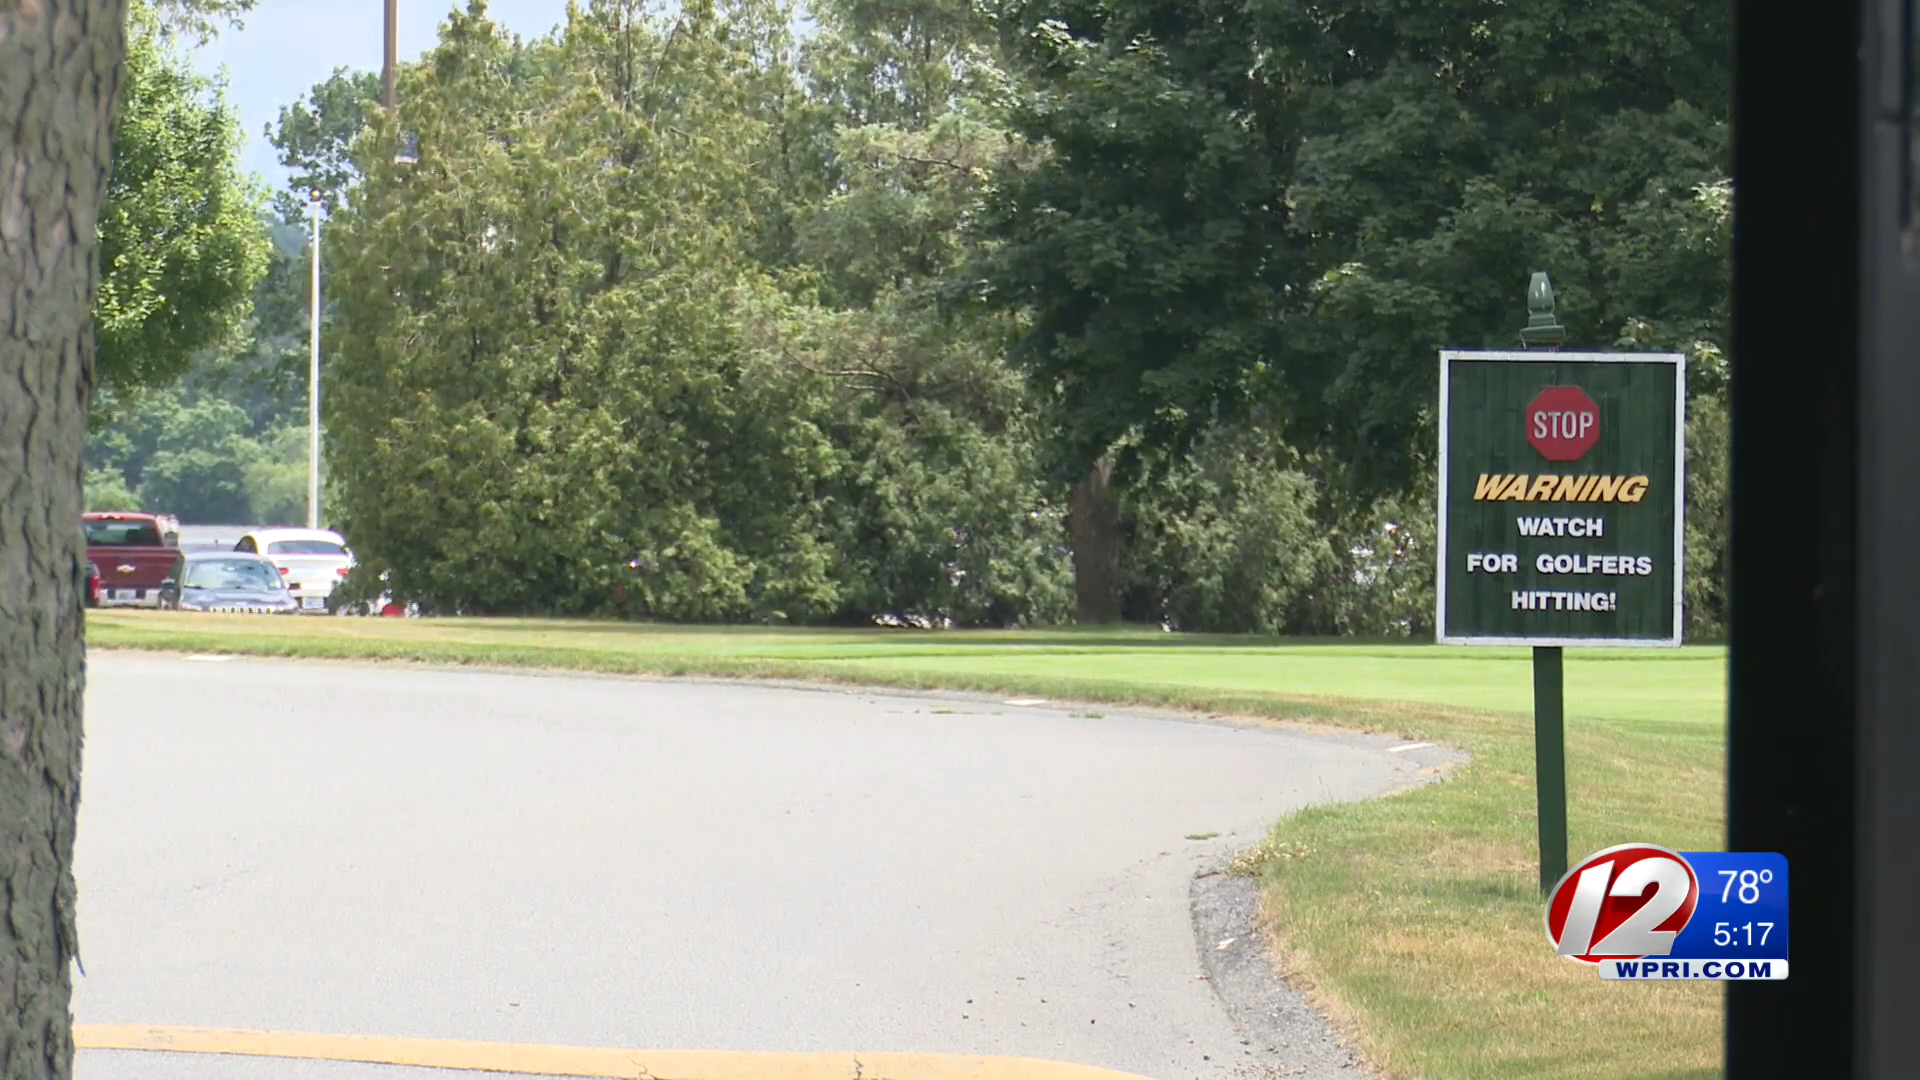 STOP
WARNING
WATCH
FOR GOLFERS
HITTING!
12
78°
5:17
WPRI.COM